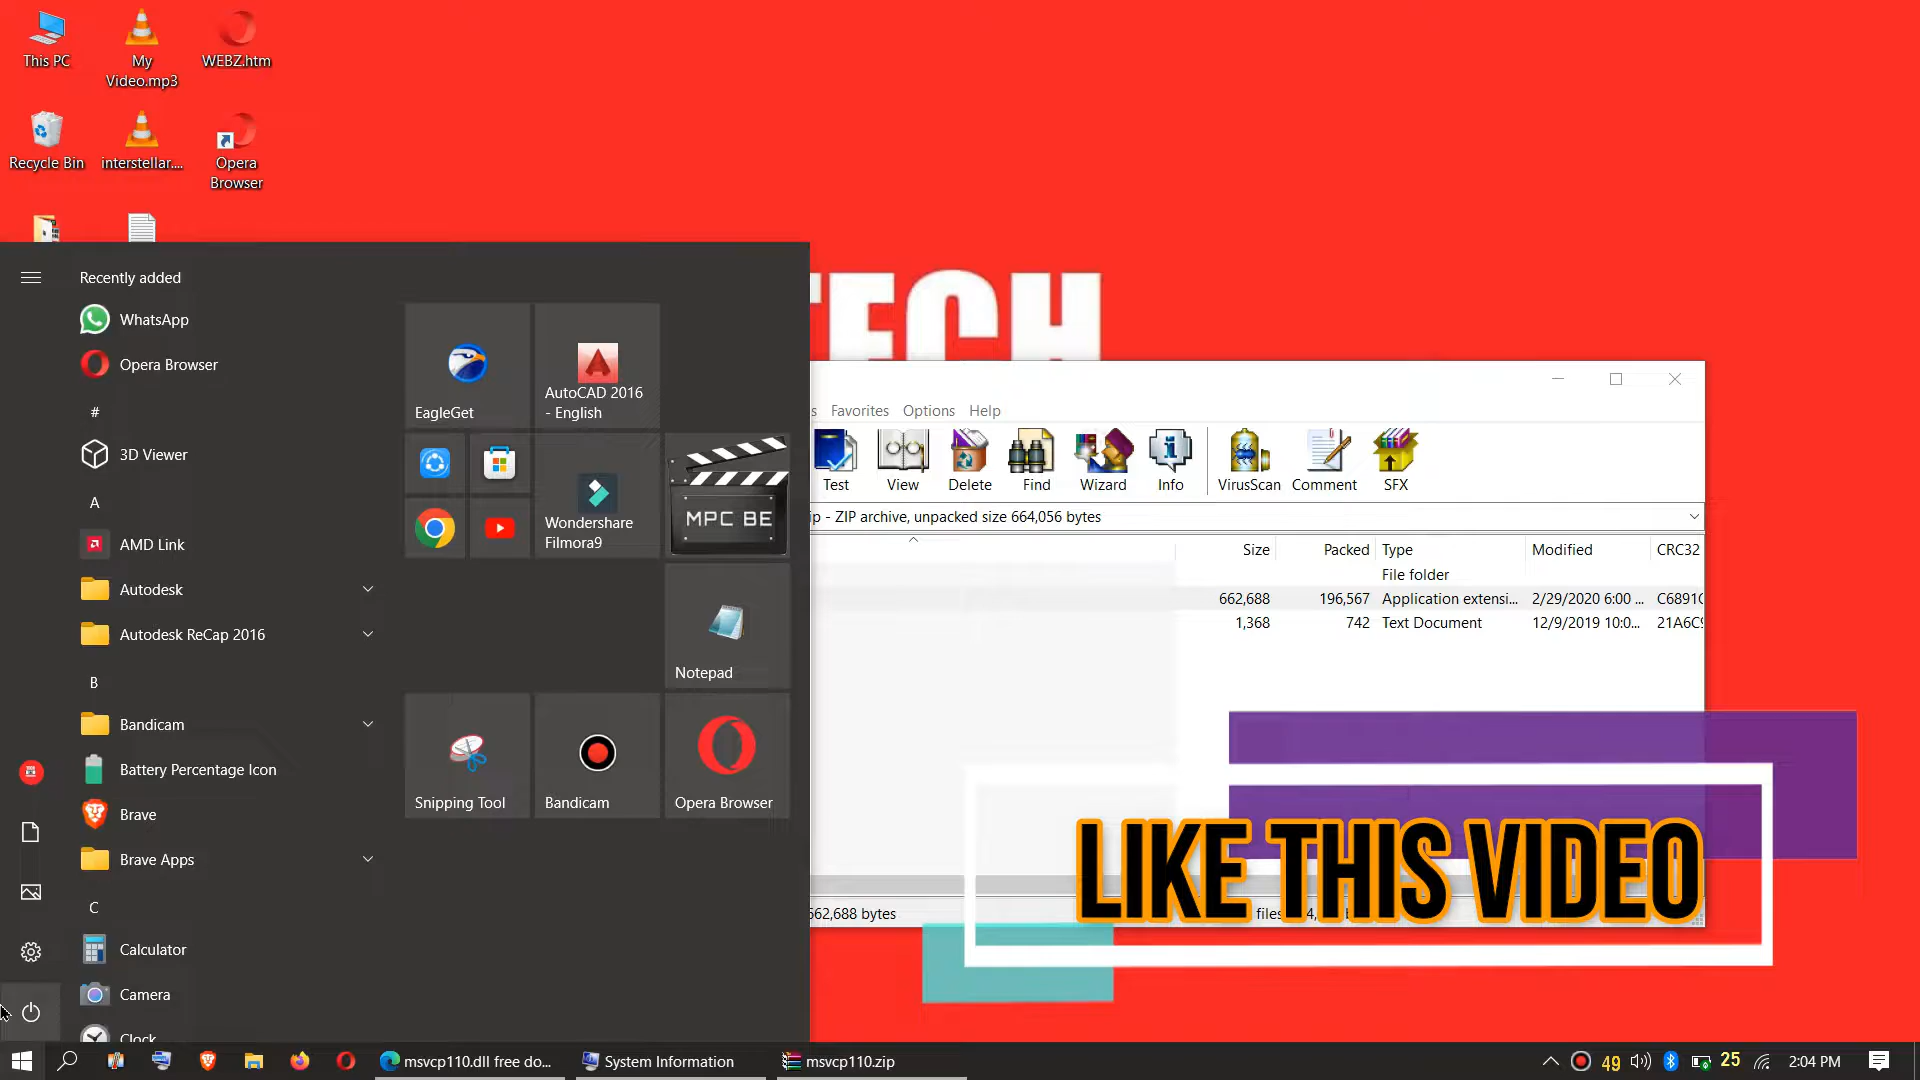 This PC
My
Video.mp3
WEBZ.htm
Recycle Bin
interstellar....
Opera
Browser
TECH
Recently added
WhatsApp
Opera Browser
#
3D Viewer
A
AMD Link
Autodesk
Autodesk ReCap 2016
B
Bandicam
Battery Percentage Icon
Brave
Brave Apps
C
Calculator
Camera
Clock
EagleGet
AutoCAD 2016
- English
Wondershare
Filmora9
MPC BE
Notepad
Snipping Tool
Bandicam
Opera Browser
s Favorites Options Help
Test View Delete Find Wizard Info VirusScan Comment SFX
ip - ZIP archive, unpacked size 664,056 bytes
Size Packed Type Modified CRC32
File folder
662,688 196,567 Application extensi... 2/29/2020 6:00 ... C6891
1,368 742 Text Document 12/9/2019 10:0... 21A6C
662,688 bytes
files
LIKE THIS VIDEO
msvcp110.dll free do...
System Information
msvcp110.zip
49
25
2:04 PM